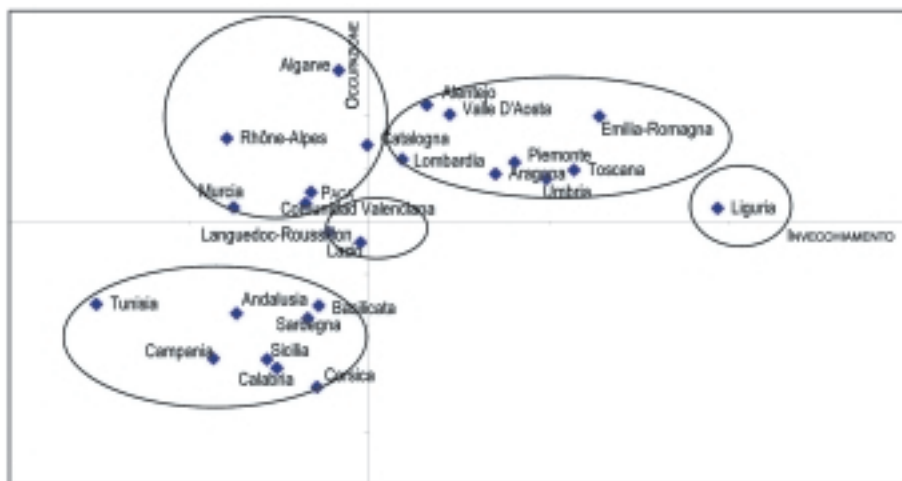 OCCUPAZIONE
Algarve
Alentejo
Valle D'Aosta
Emilia-Romagna
Rhône-Alpes
Catalogna
Lombardia
Piemonte
Aragona
Toscana
Umbria
Murcia
PACA
Comunidad Valenciana
Liguria
INVECCHIAMENTO
Languedoc-Roussillon
Lazio
Tunisia
Andalusia
Basilicata
Sardegna
Campania
Sicilia
Calabria
Corsica